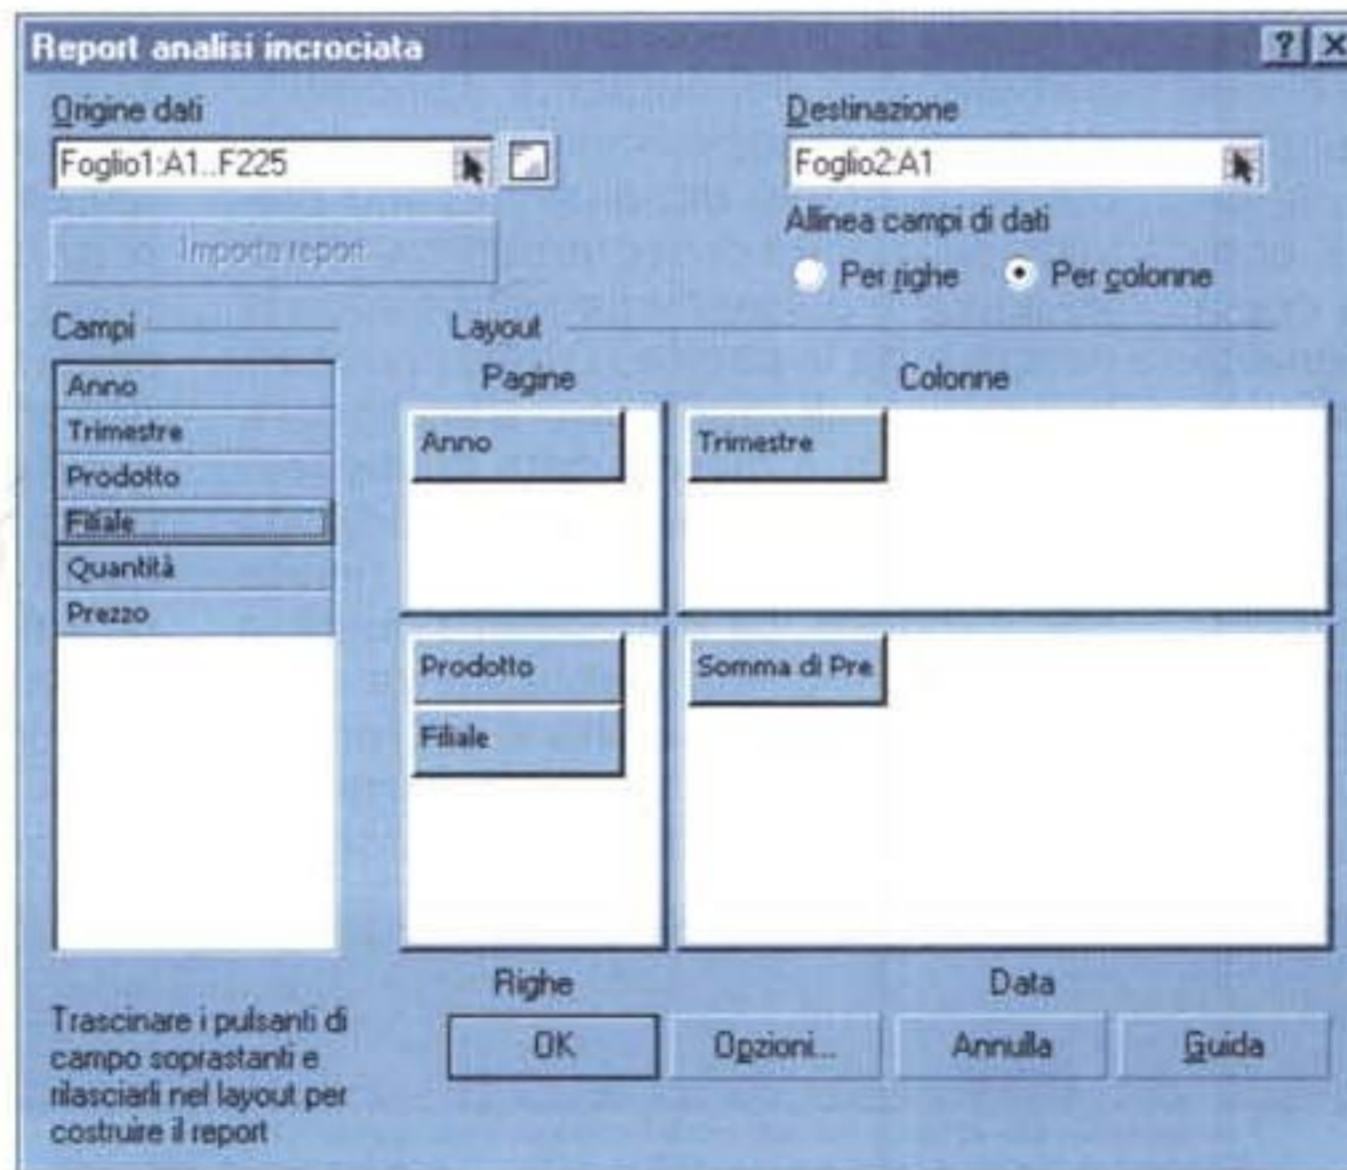 Report analisi incrociata
Origine dati
Foglio1:A1..F225
Destinazione
Foglio2:A1
Importa report...
Allinea campi di dati
Per righe
Per colonne
Campi
Layout
Pagine
Colonne
Anno
Trimestre
Prodotto
Filiale
Quantità
Prezzo
Anno
Trimestre
Prodotto
Filiale
Somma di Pre
Righe
Data
Trascinare i pulsanti di
campo soprastanti e
rilasciarli nel layout per
costruire il report
OK
Opzioni...
Annulla
Guida